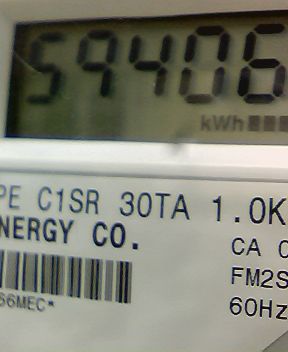 59406
kWh
PE C1SR 30TA 1.0K
NERGY CO.
CA 0
FM2S
S6MEC*
60Hz